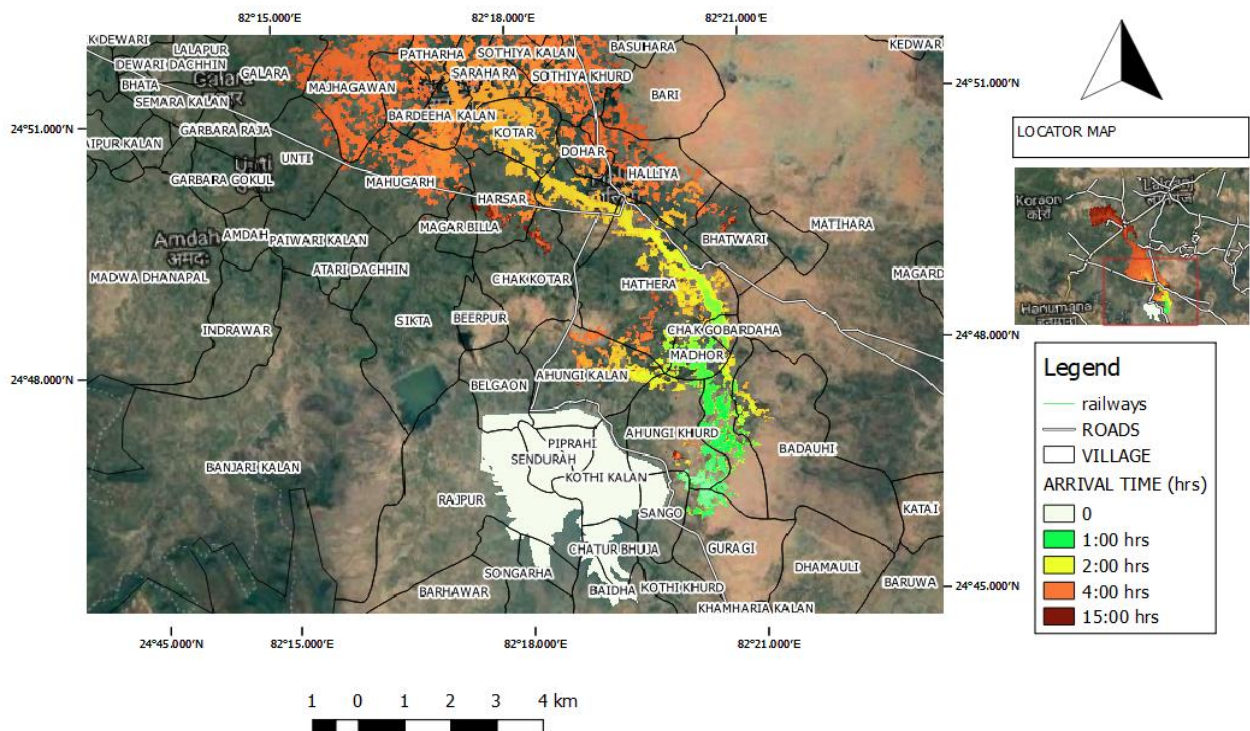 82°15.000'E 82°18.000'E 82°21.000'E
K DEWARI
LALAPUR
DEWARI DACHHIN
GALARA
BHATA
SEMARA KALAN
PATHARHA
SOTHIYA KALAN
BASUHARA
KEDWAR
SARAHARA
SOTHIYA KHURD
MAJHAGAWAN
BARI
24°51.000'N
24°51.000'N
BARDEEHA KALAN
GARBARA RAJA
KOTAR
AIPUR KALAN
UNTI
DOHAR
HALLIYA
GARBARA GOKUL
MAHUGARH
HARSAR
MATIHARA
MAGAR BILLA
Amdah
अमदह
AMDAH
PAIWARI KALAN
BHATWARI
ATARI DACHHIN
MADWA DHANAPAL
CHAK KOTAR
HATHERA
MAGARD
INDRAWAR
SIKTA
BEERPUR
CHAK GOBARDAHA
24°48.000'N
MADHOR
24°48.000'N
BELGAON
AHUNGI KALAN
AHUNGI KHURD
PIPRAHI
BADAUHI
SENDURAH
BANJARI KALAN
KOTHI KALAN
RAJPUR
SANGO
KATAI
CHATUR BHUJA
GURAGI
SONGARHA
DHAMAULI
BARHAWAR
BAIDHA
KOTHI KHURD
BARUWA
24°45.000'N
KHAMHARIA KALAN
24°45.000'N 82°15.000'E 82°18.000'E 82°21.000'E
1 0 1 2 3 4 km
LOCATOR MAP
Koraon
Hanumana
Legend
railways
ROADS
VILLAGE
ARRIVAL TIME (hrs)
0
1:00 hrs
2:00 hrs
4:00 hrs
15:00 hrs